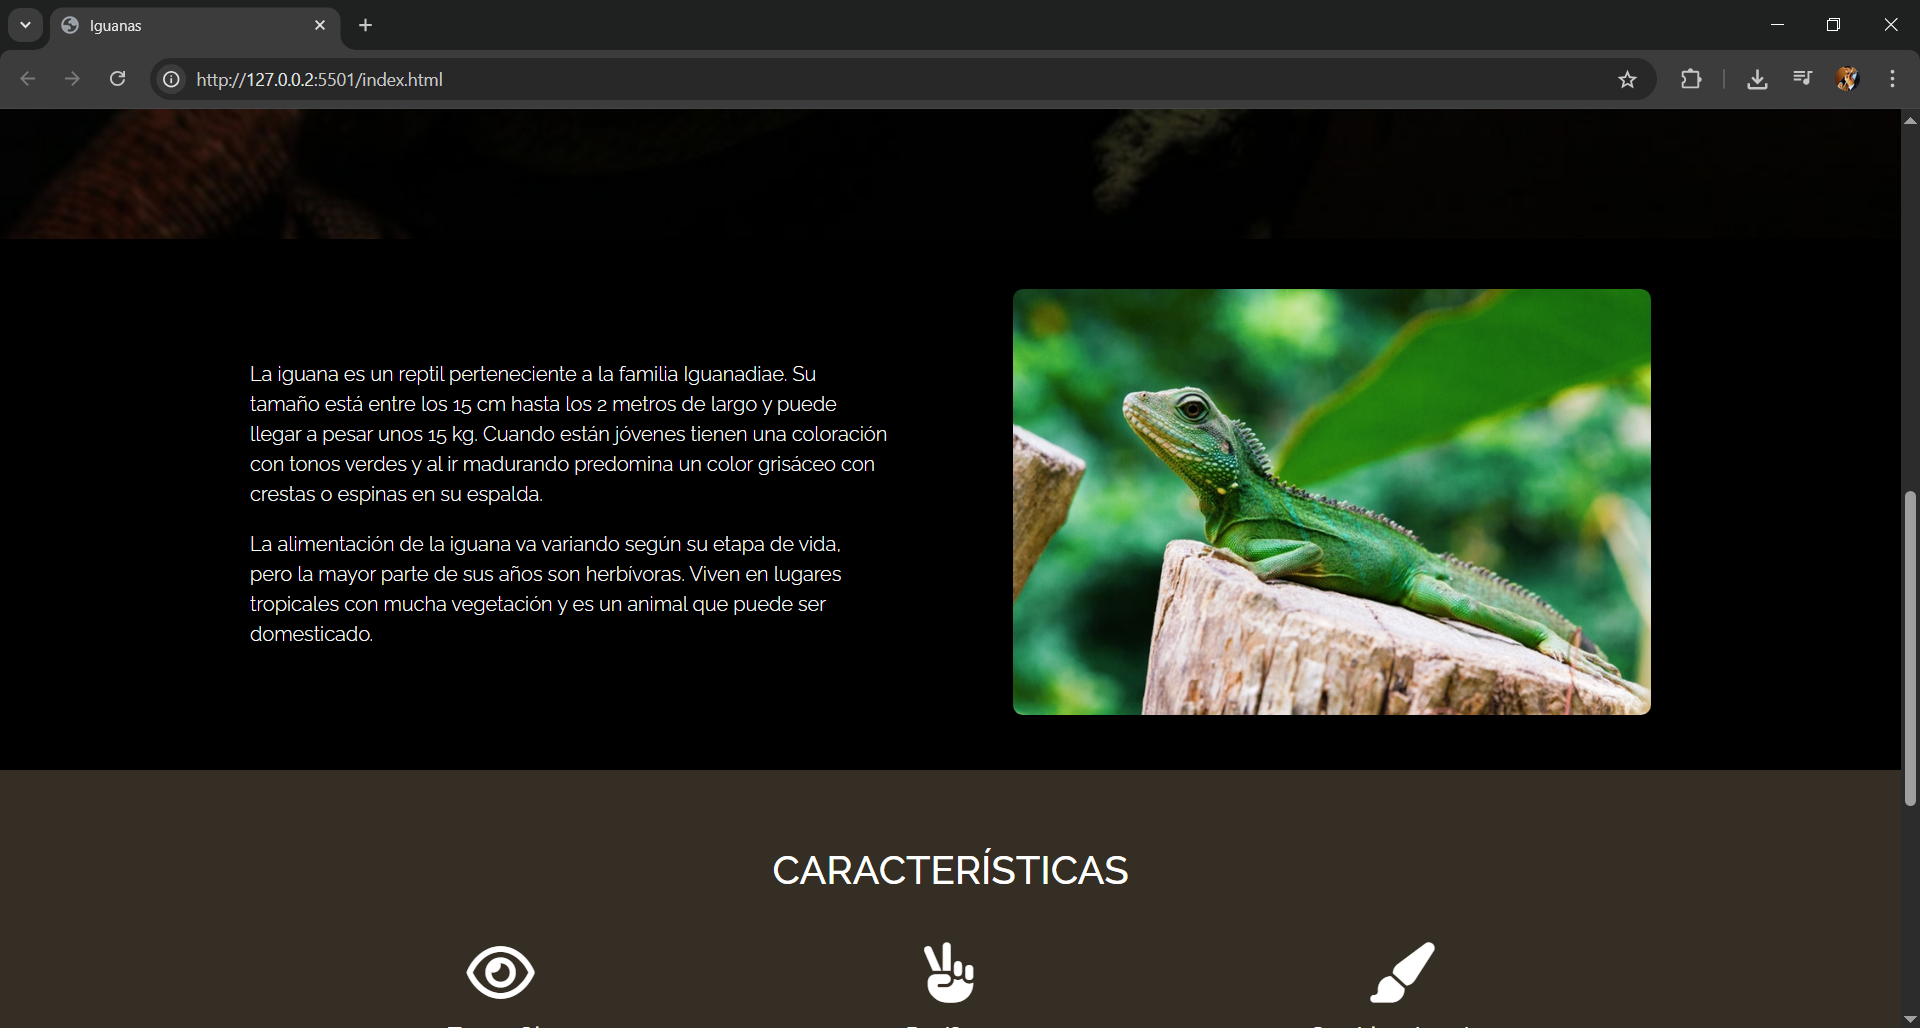 Iguanas
http://127.0.0.2:5501/index.html
La iguana es un reptil perteneciente a la familia Iguanadiae. Su
tamaño está entre los 15 cm hasta los 2 metros de largo y puede
llegar a pesar unos 15 kg. Cuando están jóvenes tienen una coloración
con tonos verdes y al ir madurando predomina un color grisáceo con
crestas o espinas en su espalda.
La alimentación de la iguana va variando según su etapa de vida,
pero la mayor parte de sus años son herbívoras. Viven en lugares
tropicales con mucha vegetación y es un animal que puede ser
domesticado.
CARACTERÍSTICAS